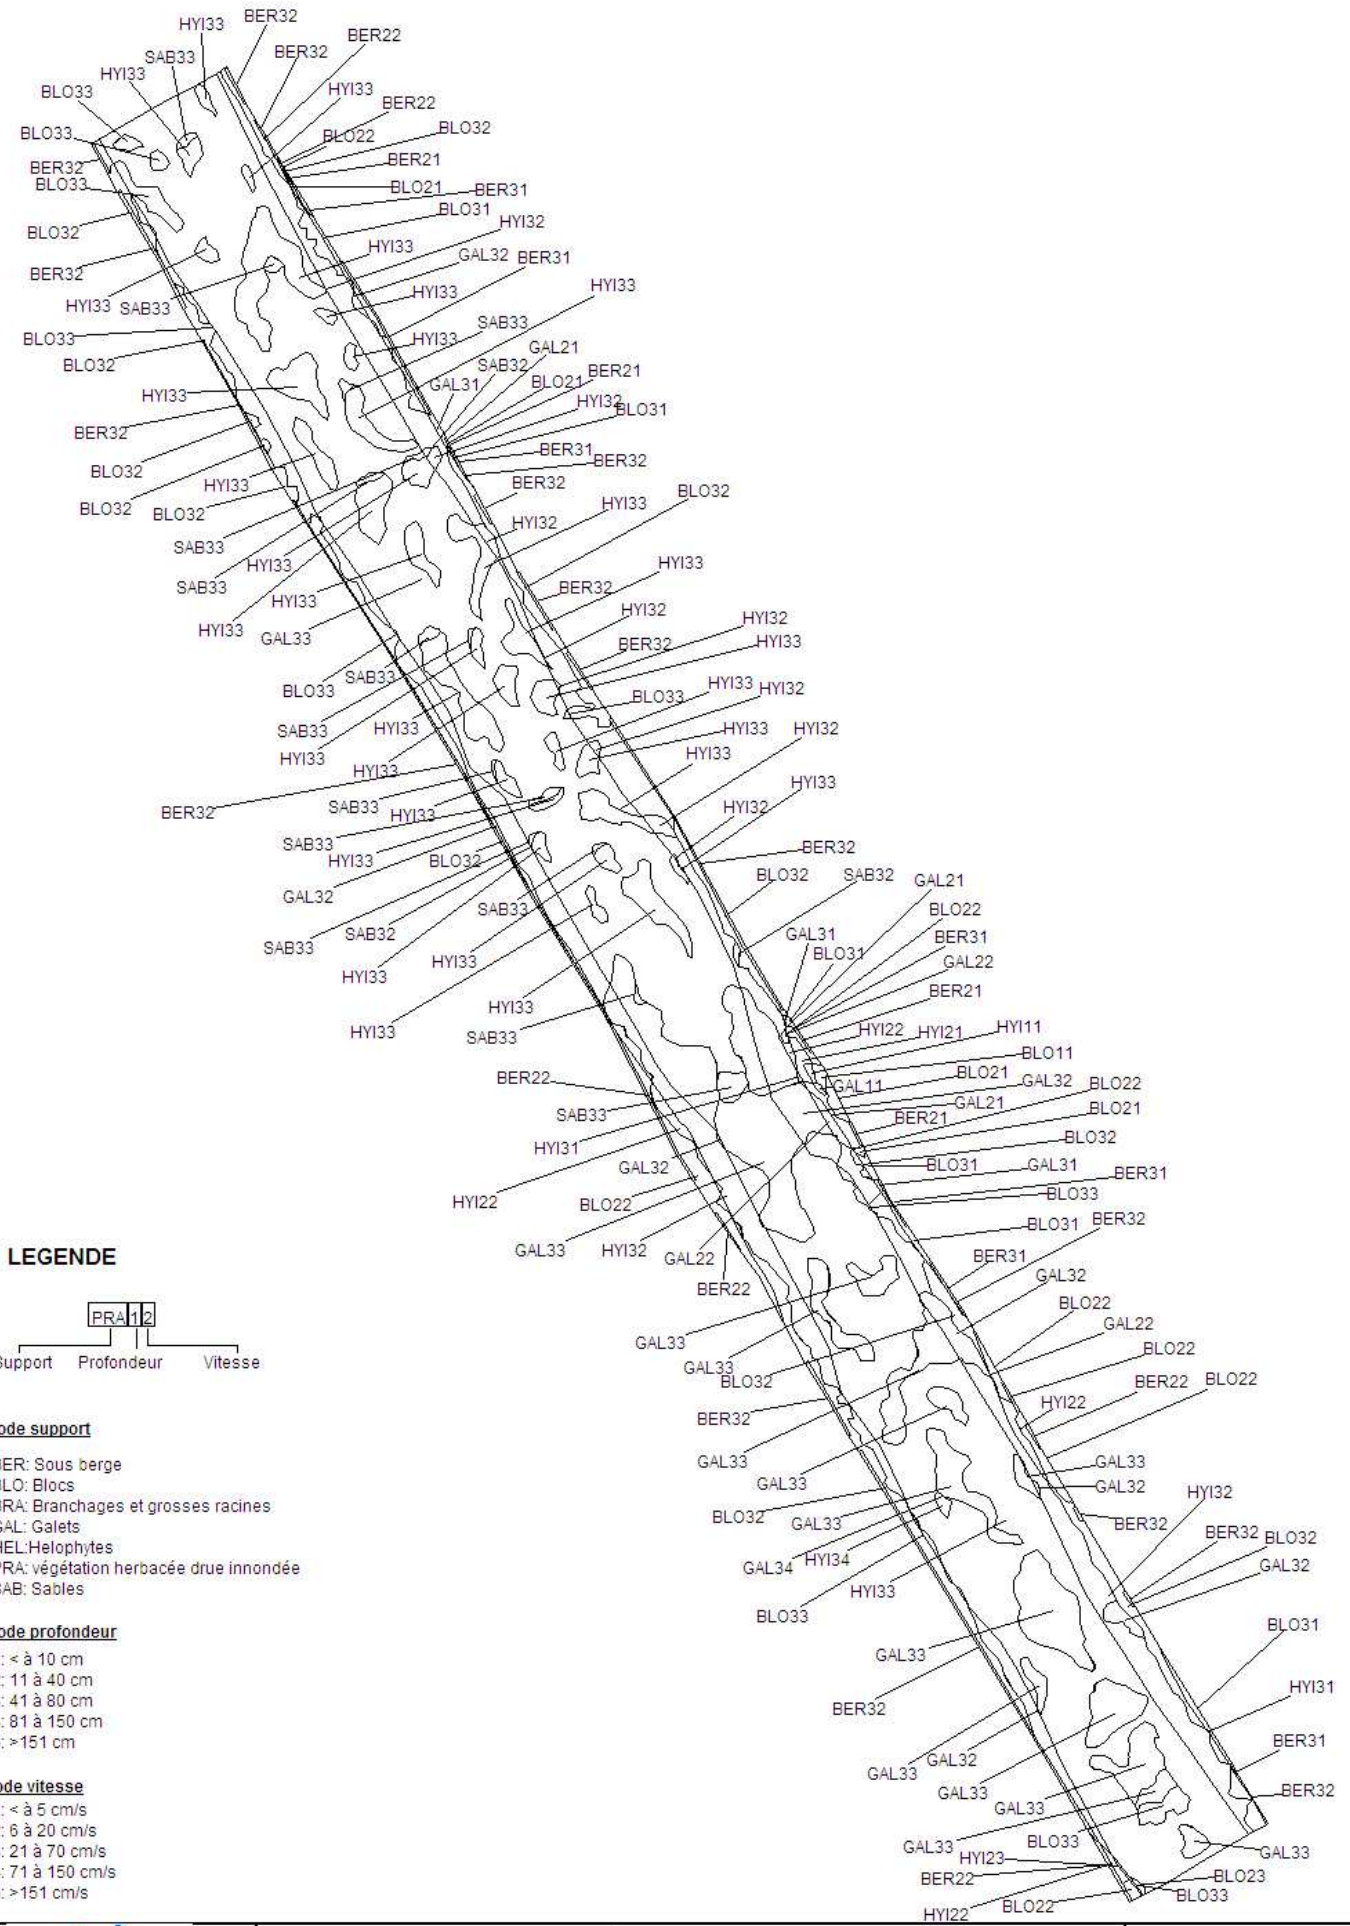 BER32
HYI33
BER22
BER32
SAB33
HYI33
HYI33
BLO33
BER22
BLO32
BLO33
BLO22
BER21
BER32
BLO33
BLO21
BER31
BLO31
HYI32
BLO32
HYI33
GAL32
BER31
BER32
HYI33
HYI33
HYI33
SAB33
SAB33
BLO33
HYI33
GAL21
BLO32
SAB32
BER21
BLO21
GAL31
HYI33
HYI32
BLO31
BER32
BER31
BER32
BLO32
HYI33
BER32
BLO32
BLO32
HYI33
BLO32
HYI32
SAB33
HYI33
HYI33
SAB33
BER32
HYI33
HYI32
HYI33
HYI32
GAL33
BER32
HYI33
SAB33
HYI33
HYI32
BLO33
BLO33
SAB33
HYI33
HYI33
HYI32
HYI33
HYI33
HYI33
HYI33
SAB33
HYI32
BER32
HYI33
SAB33
BER32
HYI33
BLO32
BLO32
SAB32
GAL21
GAL32
SAB33
BLO22
GAL31
SAB32
BER31
SAB33
BLO31
HYI33
GAL22
HYI33
BER21
HYI33
HYI33
HYI22
HYI21
HYI11
SAB33
BLO11
BER22
BLO21
GAL32
BLO22
GAL11
GAL21
BLO21
SAB33
BER21
BLO32
HYI31
BLO31
GAL31
GAL32
BER31
BLO33
HYI22
BLO22
BER32
BLO31
GAL33
HYI32
GAL22
BER31
LEGENDE
GAL32
BER22
BLO22
PRA 1 2
GAL22
GAL33
BLO22
Support Profondeur Vitesse
GAL33
BLO32
BER22
BLO22
HYI22
BER32
ode support
GAL33
GAL33
BER: Sous berge
GAL33
GAL32
BLO: Blocs
HYI32
BRA: Branchages et grosses racines
BLO32
GAL33
BER32
GAL: Galets
BER32
BLO32
HEL:Helophytes
HYI34
GAL34
GAL32
PRA: végétation herbacée drue innondée
HYI33
SAB: Sables
BLO33
BLO31
ode profondeur
GAL33
: < à 10 cm
: 11 à 40 cm
HYI31
: 41 à 80 cm
BER32
: 81 à 150 cm
BER31
: >151 cm
GAL32
GAL33
ode vitesse
GAL33
BER32
: < à 5 cm/s
GAL33
: 6 à 20 cm/s
BLO33
GAL33
: 21 à 70 cm/s
HYI23
GAL33
: 71 à 150 cm/s
BER22
BLO23
: >151 cm/s
BLO33
BLO22
HYI22